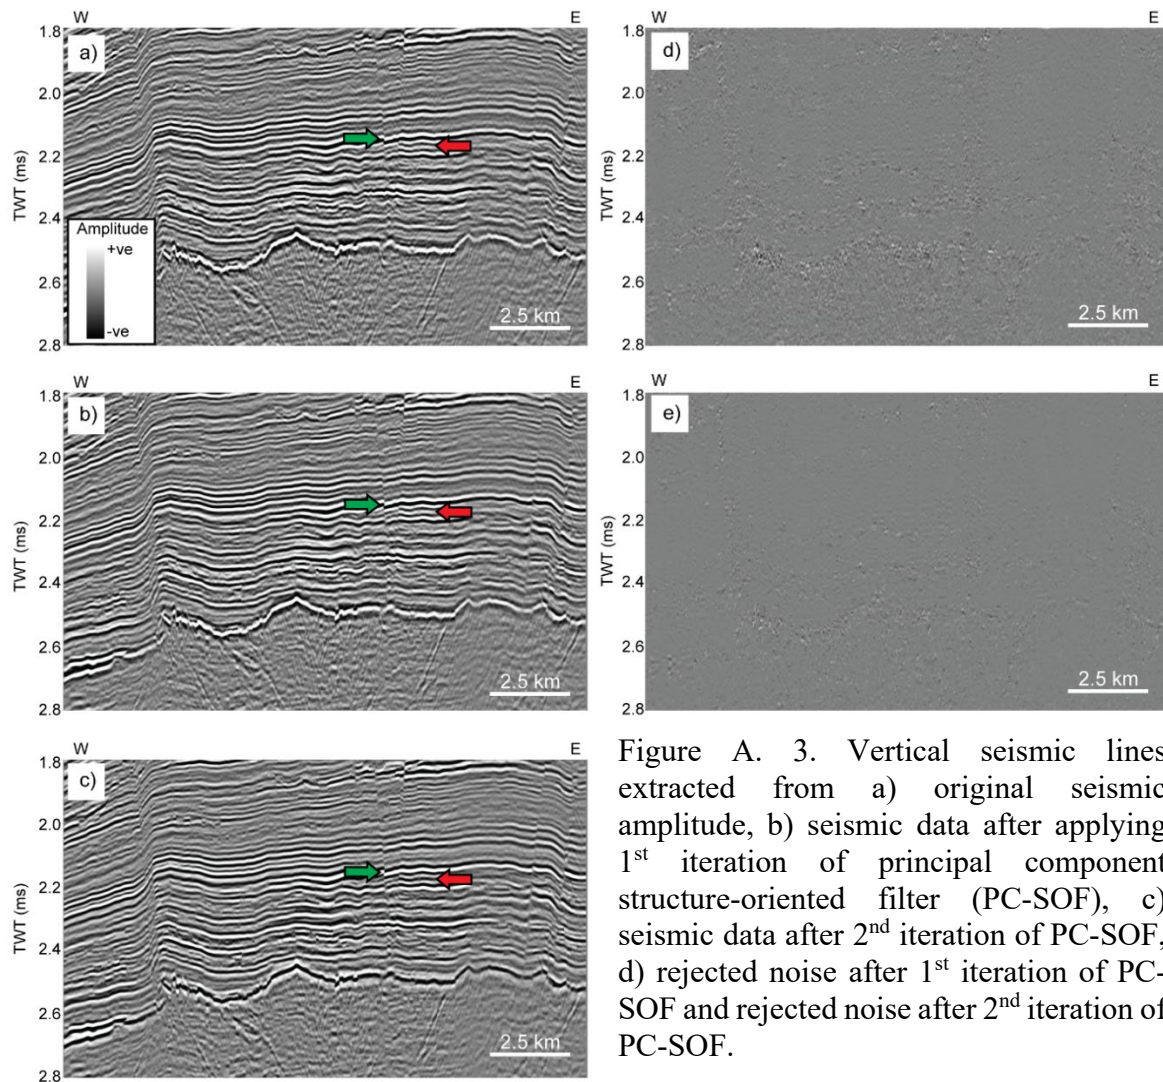 W E
a)
1.8
2.0
2.2
2.4
2.6
2.8
TWT (ms)
Amplitude
+ve
-ve
2.5 km
W E
d)
1.8
2.0
2.2
2.4
2.6
2.8
TWT (ms)
2.5 km
W E
b)
1.8
2.0
2.2
2.4
2.6
2.8
TWT (ms)
2.5 km
W E
e)
1.8
2.0
2.2
2.4
2.6
2.8
TWT (ms)
2.5 km
W E
c)
1.8
2.0
2.2
2.4
2.6
2.8
TWT (ms)
2.5 km
Figure A. 3. Vertical seismic lines
extracted from a) original seismic
amplitude, b) seismic data after applying
1st iteration of principal component
structure-oriented filter (PC-SOF), c)
seismic data after 2nd iteration of PC-SOF,
d) rejected noise after 1st iteration of PC-
SOF and rejected noise after 2nd iteration of
PC-SOF.